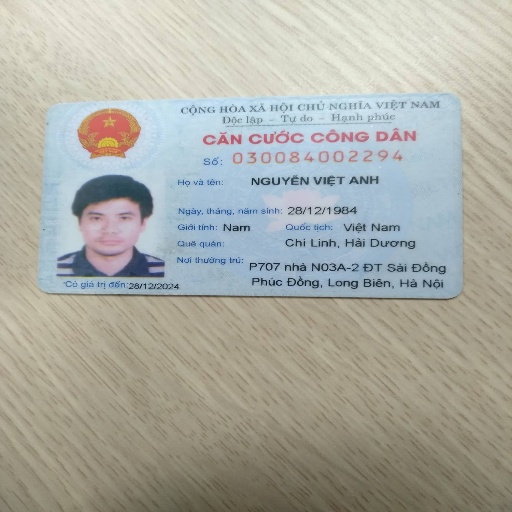 CỘNG HÒA XÃ HỘI CHỦ NGHĨA VIỆT NAM
Độc lập – Tự do – Hạnh phúc
CĂN CƯỚC CÔNG DÂN
Số: 030084002294
Họ và tên: NGUYỄN VIỆT ANH
Ngày, tháng, năm sinh: 28/12/1984
Giới tính: Nam Quốc tịch: Việt Nam
Quê quán: Chi Linh, Hải Dương
Nơi thường trú: P707 nhà N03A-2 ĐT Sài Đồng
Phúc Đồng, Long Biên, Hà Nội
Có giá trị đến: 28/12/2024